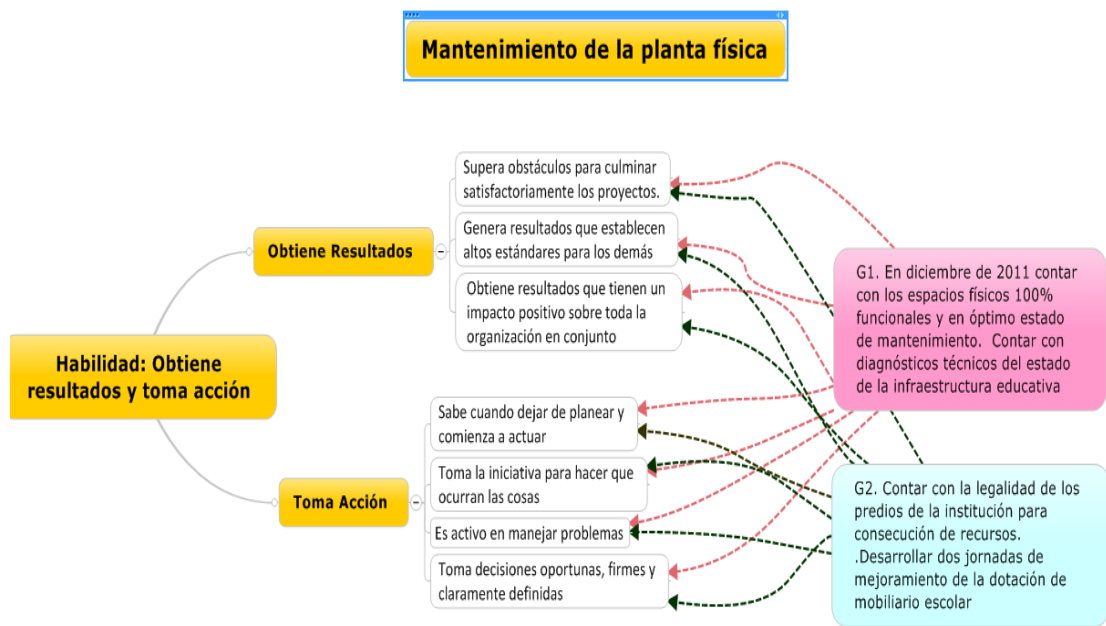 Mantenimiento de la planta física
Supera obstáculos para culminar
satisfactoriamente los proyectos.
Genera resultados que establecen
altos estándares para los demás
Obtiene resultados que tienen un
impacto positivo sobre toda la
organización en conjunto
Obtiene Resultados
Habilidad: Obtiene
resultados y toma acción
Sabe cuando dejar de planear y
comienza a actuar
Toma la iniciativa para hacer que
ocurran las cosas
Es activo en manejar problemas
Toma decisiones oportunas, firmes y
claramente definidas
Toma Acción
G1. En diciembre de 2011 contar
con los espacios físicos 100%
funcionales y en óptimo estado
de mantenimiento.  Contar con
diagnósticos técnicos del estado
de la infraestructura educativa
G2. Contar con la legalidad de los
predios de la institución para
consecución de recursos.
.Desarrollar dos jornadas de
mejoramiento de la dotación de
mobiliario escolar